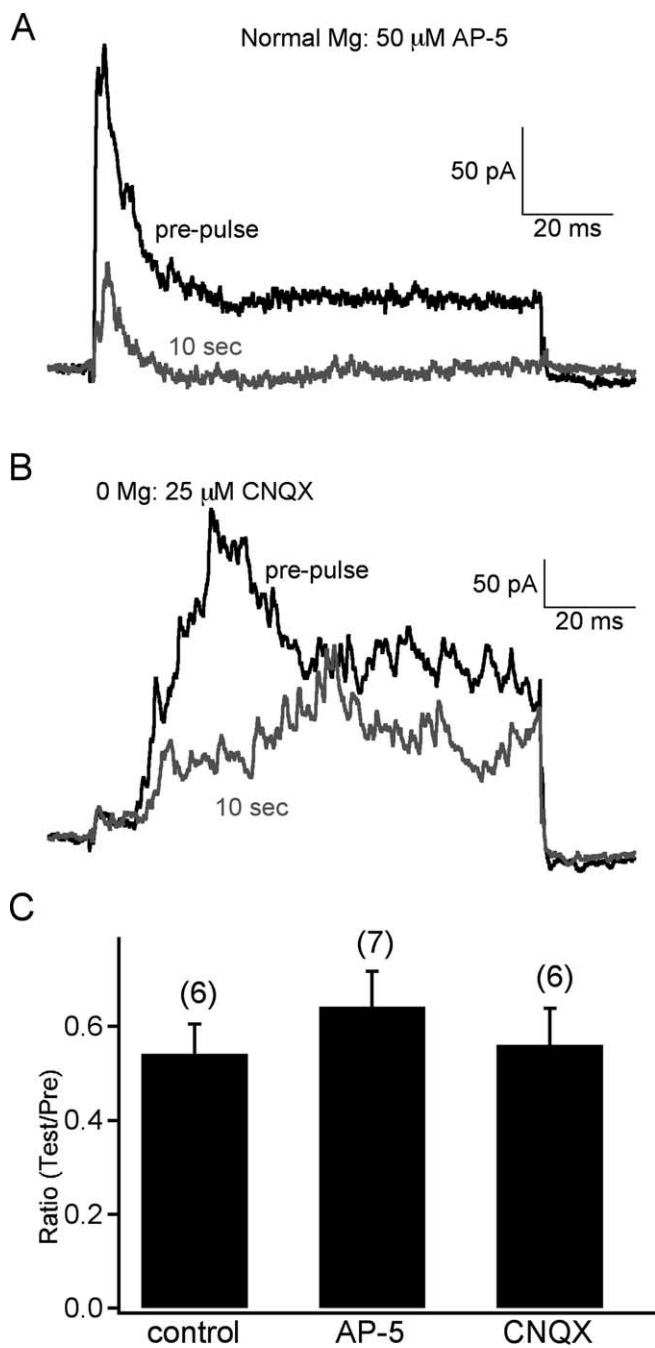 A
Normal Mg: 50 μM AP-5
50 pA
20 ms
pre-pulse
10 sec
B
0 Mg: 25 μM CNQX
pre-pulse
50 pA
20 ms
10 sec
C
(6)
(7)
(6)
Ratio (Test/Pre)
0.6
0.4
0.2
0.0
control
AP-5
CNQX